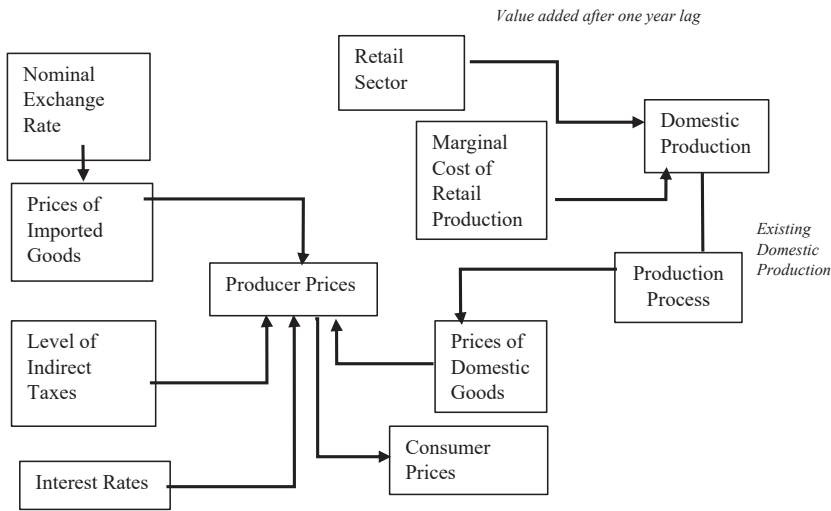 Value added after one year lag
Retail
Sector
Nominal
Exchange
Rate
Domestic
Production
Marginal
Cost of
Retail
Production
Prices of
Imported
Goods
Existing
Domestic
Production
Producer Prices
Production
Process
Level of
Indirect
Taxes
Prices of
Domestic
Goods
Consumer
Prices
Interest Rates